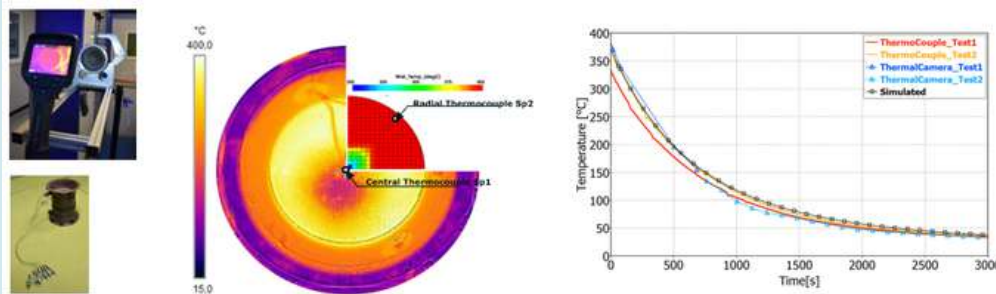 °C
400.0
15.0
Radial Thermocouple Sp2
Central Thermocouple Sp1
ThermoCouple_Test1
ThermoCouple_Test2
ThermalCamera_Test1
ThermalCamera_Test2
Simulated
Temperature [°C]
400
350
300
250
200
150
100
50
0
0
500
1000
1500
2000
2500
3000
Time[s]